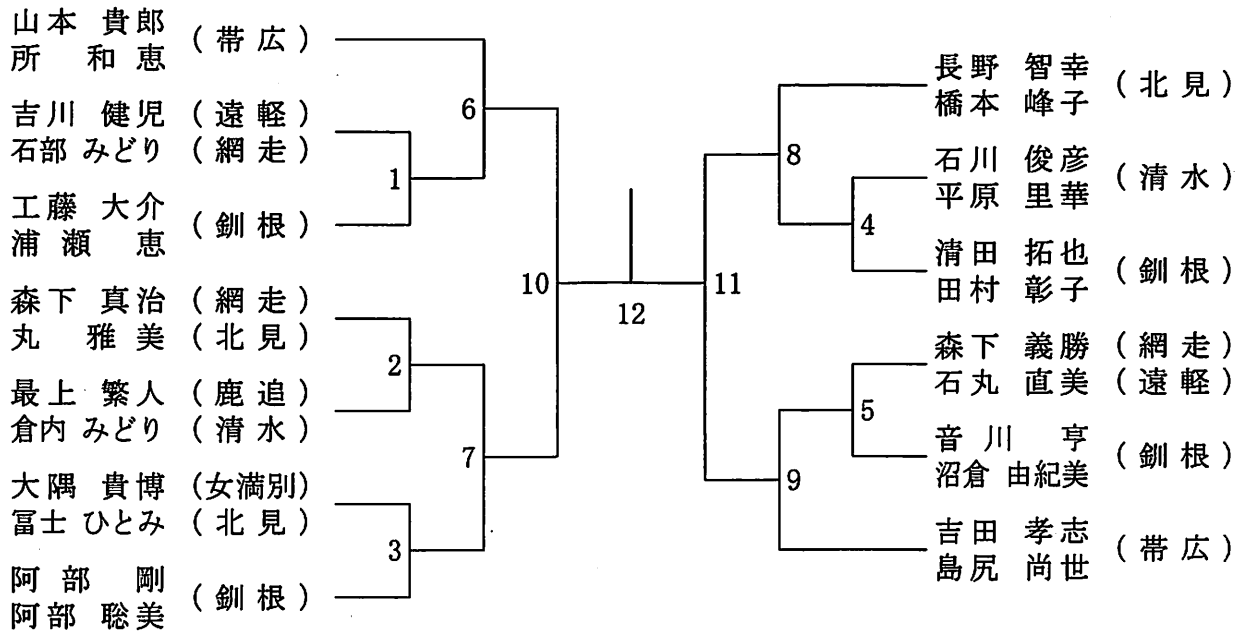 山本 貴郎 (帯広)
所 和恵
6
吉川 健児 (遠軽)
石部 みどり (網走)
1
工藤 大介 (釧根)
浦瀬 恵
10
森下 真治 (網走)
丸 雅美 (北見)
2
最上 繁人 (鹿追)
倉内 みどり (清水)
7
大隅 貴博 (女満別)
冨士 ひとみ (北見)
3
阿部 剛 (釧根)
阿部 聡美
12
長野 智幸 (北見)
橋本 峰子
8
石川 俊彦 (清水)
平原 里華
4
清田 拓也 (釧根)
田村 彰子
11
森下 義勝 (網走)
石丸 直美 (遠軽)
5
音川 亨 (釧根)
沼倉 由紀美
9
吉田 孝志 (帯広)
島尻 尚世